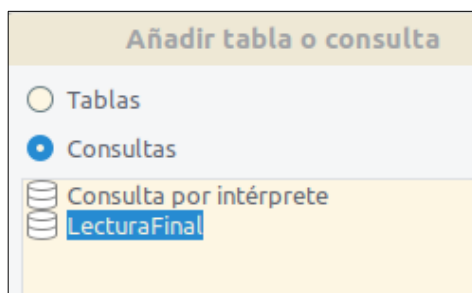 Añadir tabla o consulta
Tablas
Consultas
Consulta por intérprete
LecturaFinal